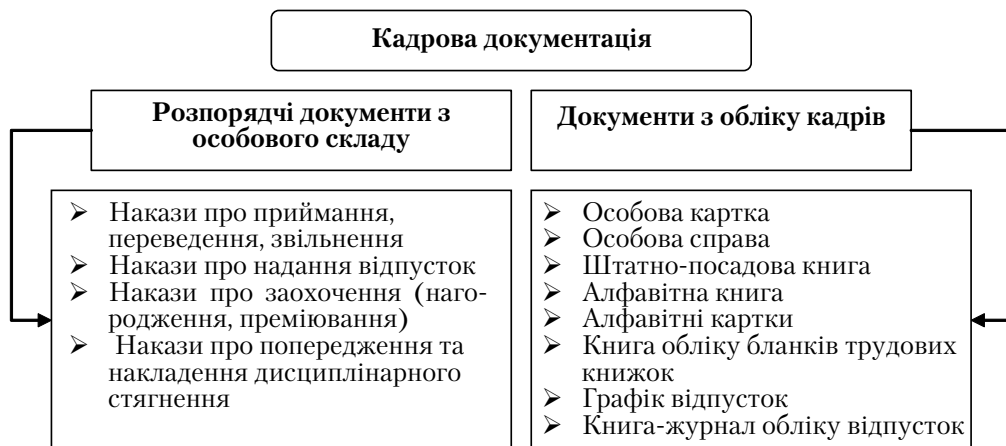 Кадрова документація
Розпорядчі документи з
особового складу
Документи з обліку кадрів
➢ Накази про приймання,
переведення, звільнення
➢ Накази про надання відпусток
➢ Накази про заохочення (наго-
родження, преміювання)
➢ Накази про попередження та
накладення дисциплінарного
стягнення
➢ Особова картка
➢ Особова справа
➢ Штатно-посадова книга
➢ Алфавітна книга
➢ Алфавітні картки
➢ Книга обліку бланків трудових
книжок
➢ Графік відпусток
➢ Книга-журнал обліку відпусток